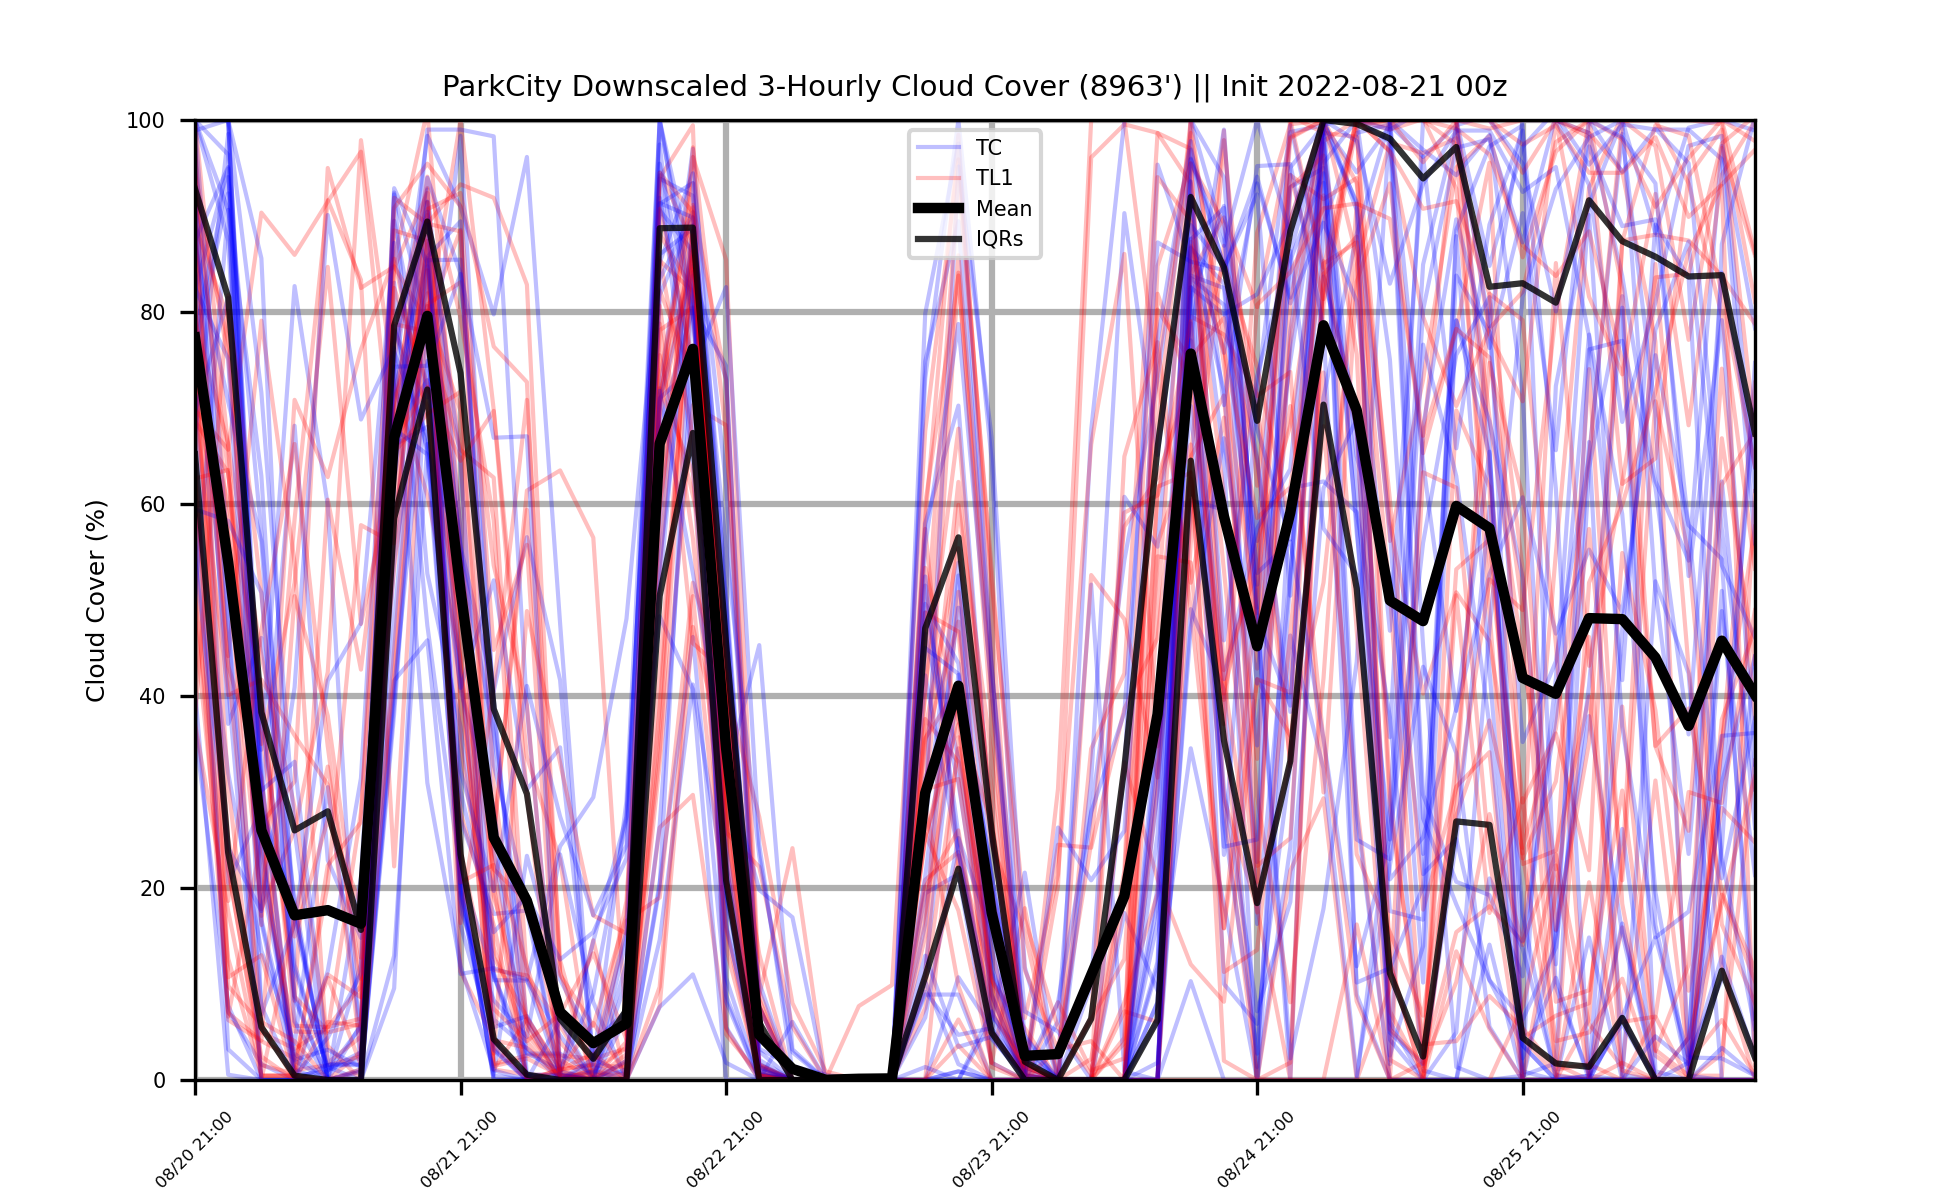 ParkCity Downscaled 3-Hourly Cloud Cover (8963') || Init 2022-08-21 00z
TC
TL1
Mean
IQRs
Cloud Cover (%)
100
80
60
40
20
0
08/20 21:00
08/21 21:00
08/22 21:00
08/23 21:00
08/24 21:00
08/25 21:00